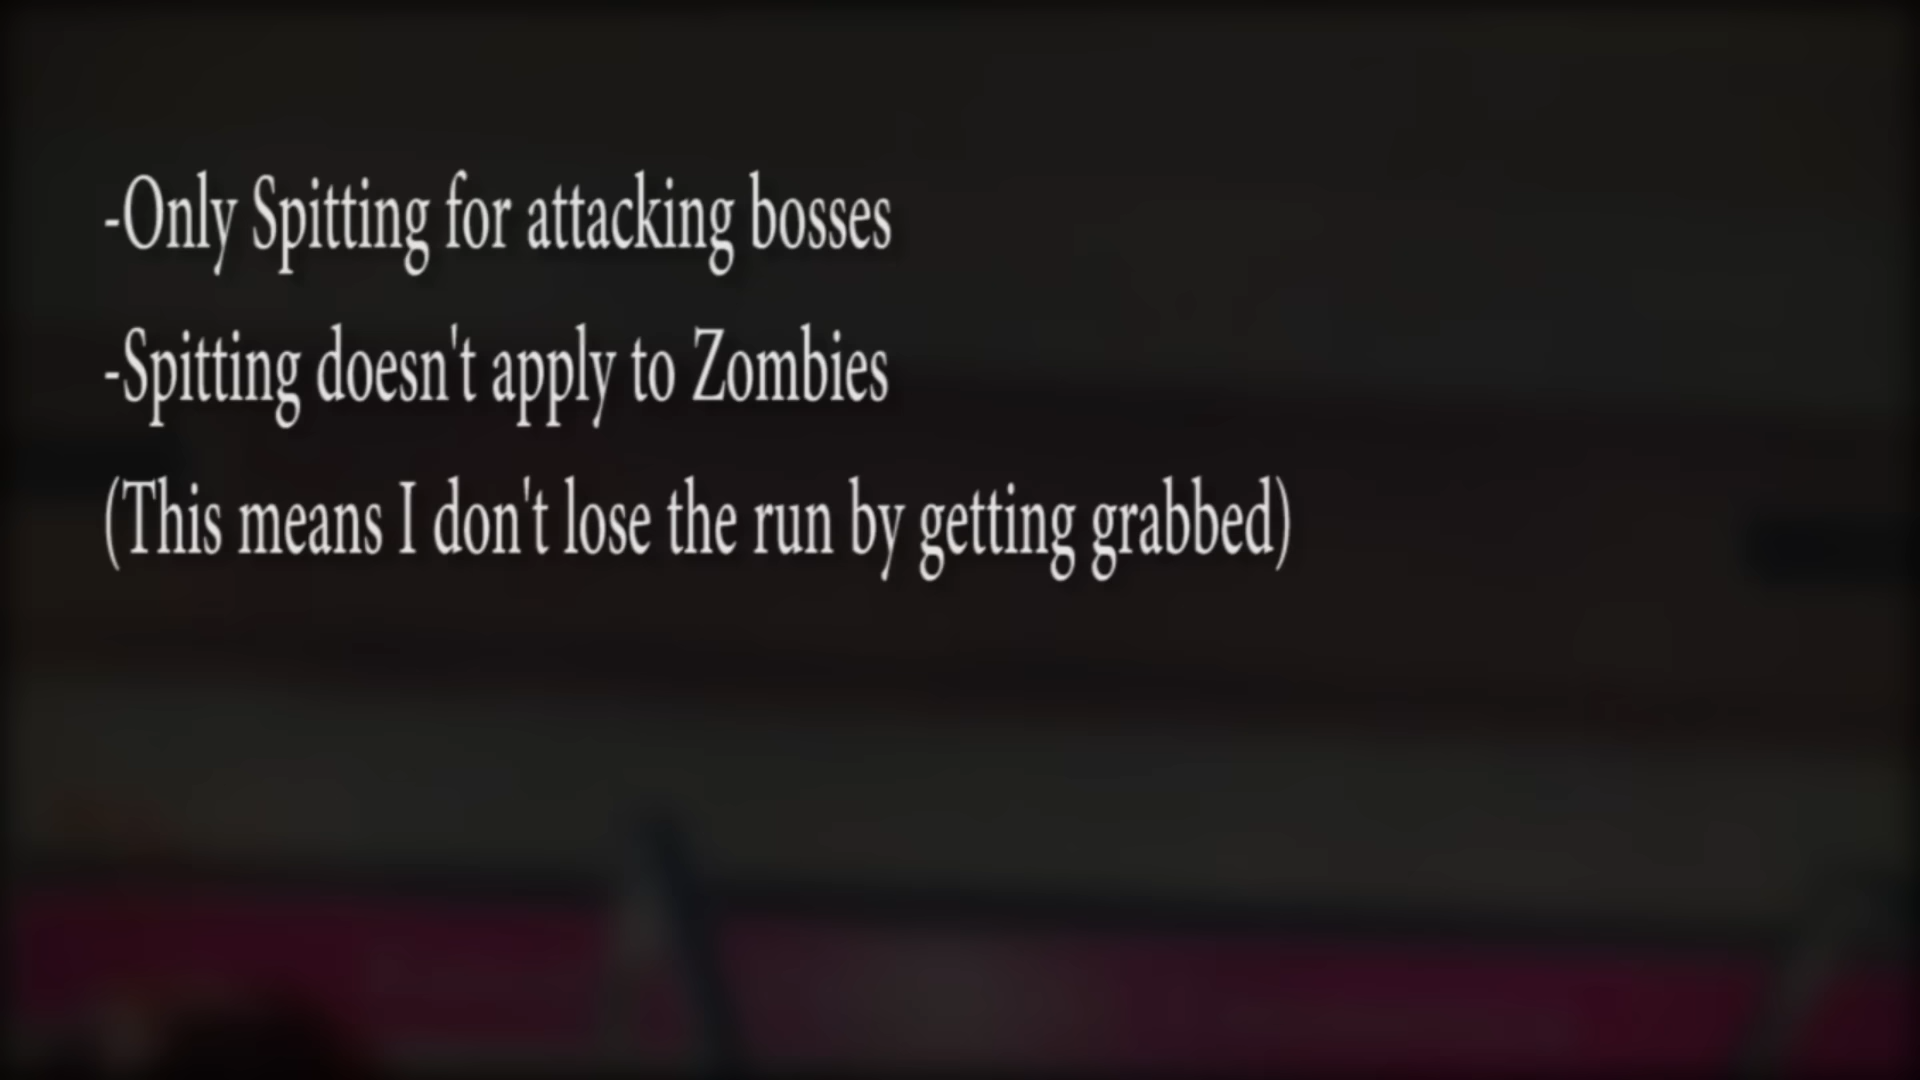 -Only Spitting for attacking bosses
-Spitting doesn't apply to Zombies
(This means I don't lose the run by getting grabbed)